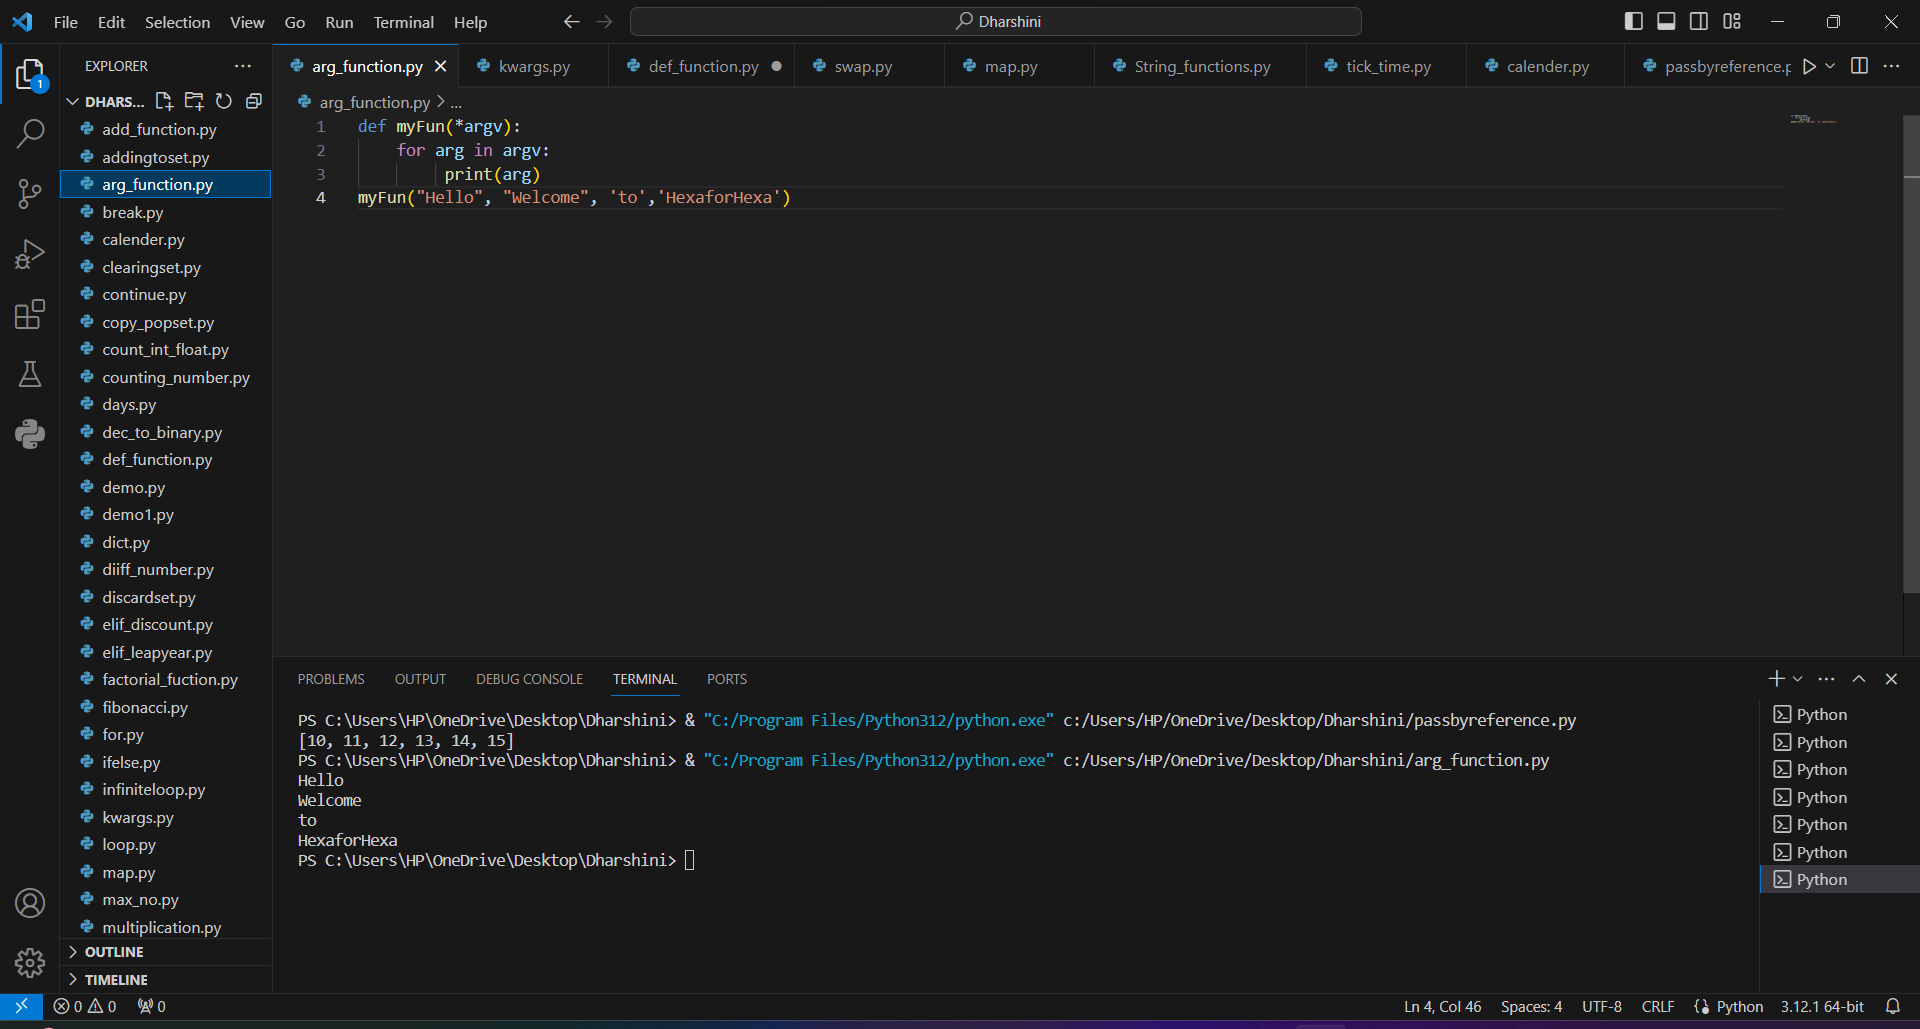 File Edit Selection View Go Run Terminal Help
Dharshini
1
EXPLORER
DHARS...
add_function.py
addingtoset.py
arg_function.py
break.py
calender.py
clearingset.py
continue.py
copy_popset.py
count_int_float.py
counting_number.py
days.py
dec_to_binary.py
def_function.py
demo.py
demo1.py
dict.py
diiff_number.py
discardset.py
elif_discount.py
elif_leapyear.py
factorial_fuction.py
fibonacci.py
for.py
ifelse.py
infiniteloop.py
kwargs.py
loop.py
map.py
max_no.py
multiplication.py
OUTLINE
TIMELINE
arg_function.py kwargs.py def_function.py swap.py map.py String_functions.py tick_time.py calender.py passbyreference.p
arg_function.py > ...
1 def myFun(*argv):
2 for arg in argv:
3 print(arg)
4 myFun("Hello", "Welcome", 'to','HexaforHexa')
PROBLEMS OUTPUT DEBUG CONSOLE TERMINAL PORTS
PS C:\Users\HP\OneDrive\Desktop\Dharshini> & "C:/Program Files/Python312/python.exe" c:/Users/HP/OneDrive/Desktop/Dharshini/passbyreference.py
[10, 11, 12, 13, 14, 15]
PS C:\Users\HP\OneDrive\Desktop\Dharshini> & "C:/Program Files/Python312/python.exe" c:/Users/HP/OneDrive/Desktop/Dharshini/arg_function.py
Hello
Welcome
to
HexaforHexa
PS C:\Users\HP\OneDrive\Desktop\Dharshini>
Python
Python
Python
Python
Python
Python
Python
0 0 0
Ln 4, Col 46 Spaces: 4 UTF-8 CRLF Python 3.12.1 64-bit